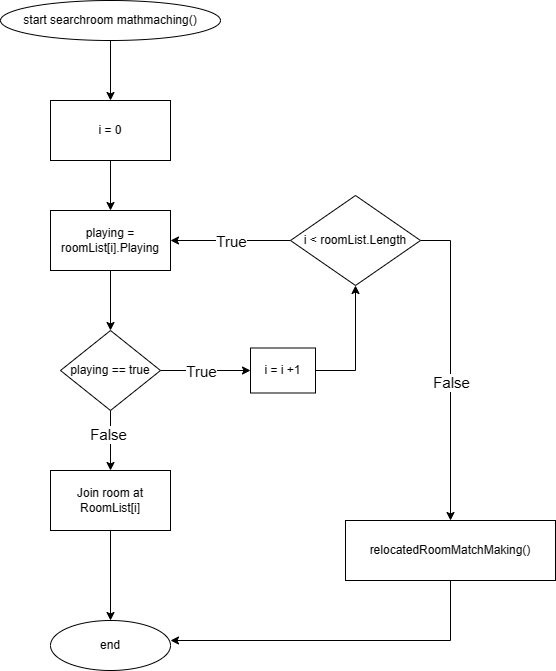 start searchroom mathmaching()
i = 0
playing =
roomList[i].Playing
True
i < roomList.Length
playing == true
True
i = i +1
False
False
Join room at
RoomList[i]
relocatedRoomMatchMaking()
end